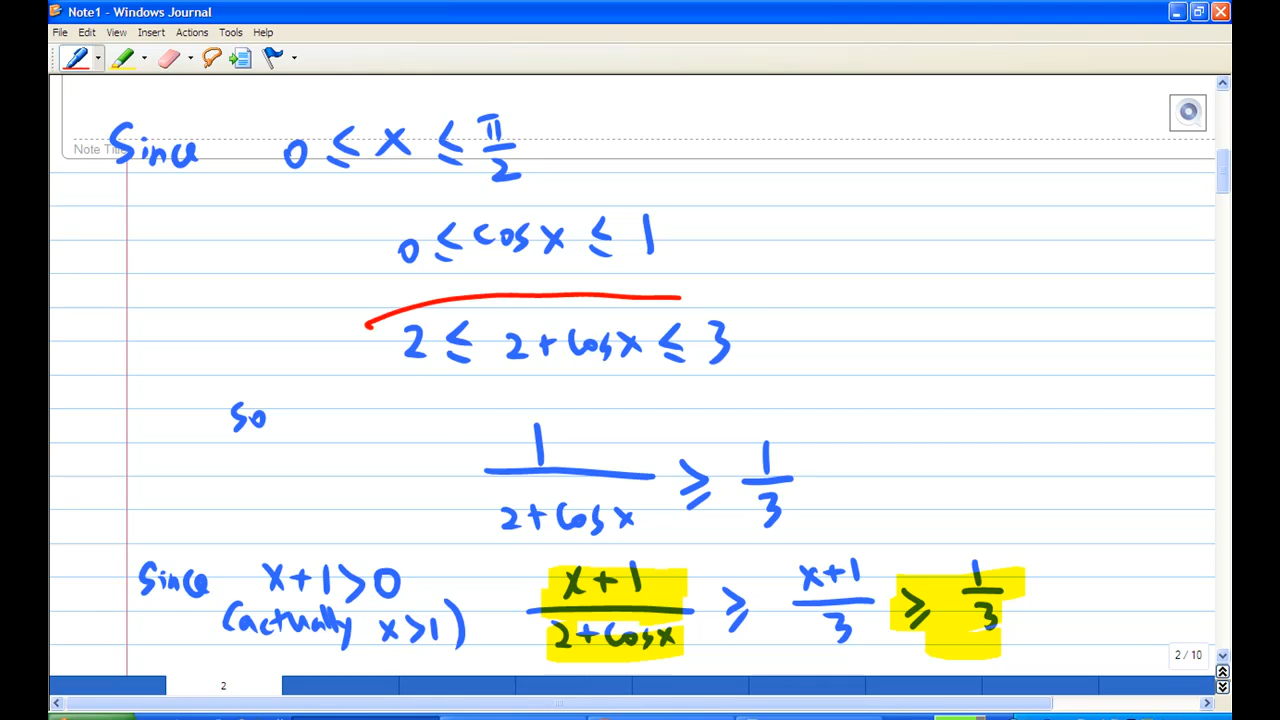 Note1 - Windows Journal
File Edit View Insert Actions Tools Help
Note Title
Since 0 ≤ x ≤ π/2
0 ≤ cos x ≤ 1
2 ≤ 2 + cos x ≤ 3
so
1/(2 + cos x) ≥ 1/3
Since x + 1 > 0 (x + 1)/(2 + cos x) ≥ (x + 1)/3 ≥ 1/3
(actually x > 1)
2 / 10
2